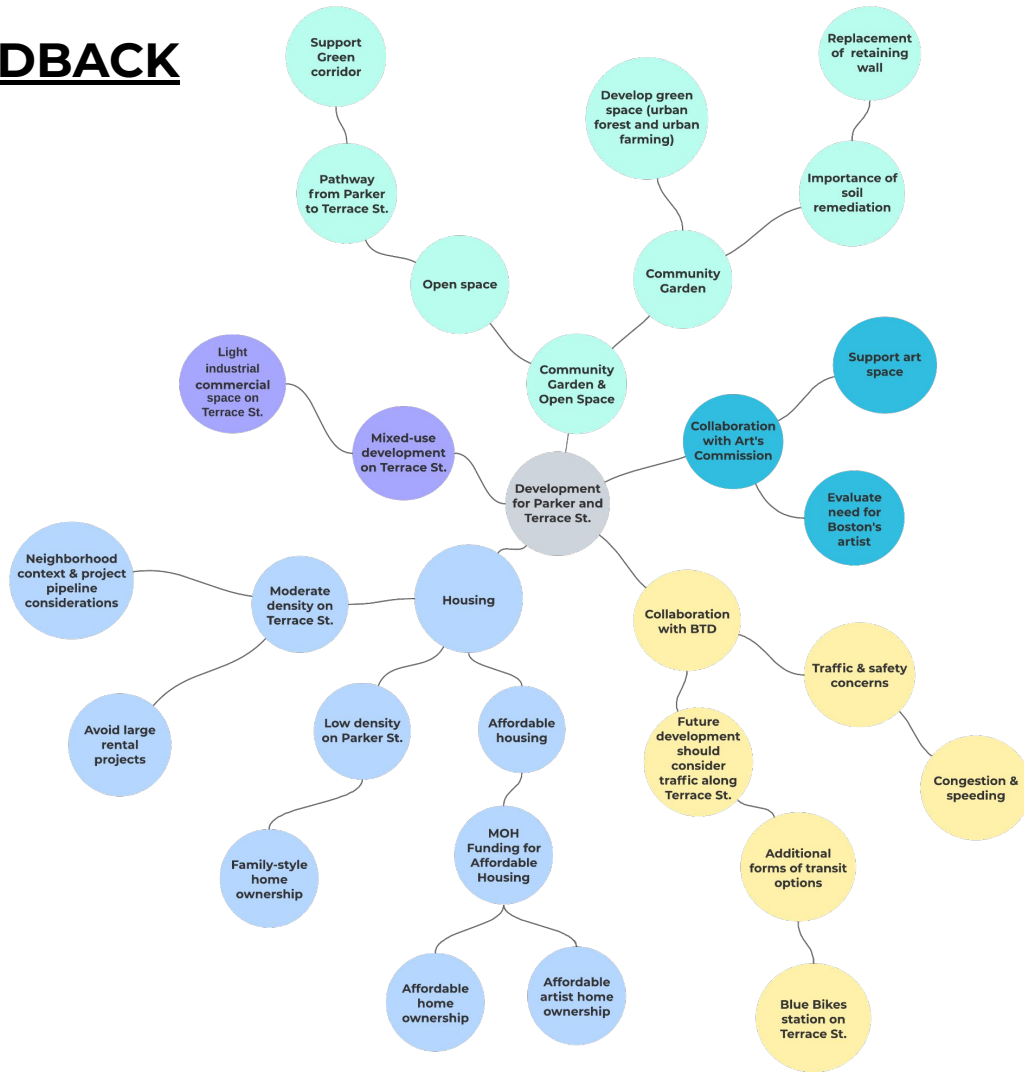 DBACK
Support
Green
corridor
Replacement
of retaining
wall
Develop green
space (urban
forest and urban
farming)
Pathway
from Parker
to Terrace St.
Importance of
soil
remediation
Open space
Community
Garden
Light
industrial
commercial
space on
Terrace St.
Community
Garden &
Open Space
Support art
space
Mixed-use
development
on Terrace St.
Collaboration
with Art's
Commission
Development
for Parker and
Terrace St.
Evaluate
need for
Boston's
artist
Neighborhood
context & project
pipeline
considerations
Moderate
density on
Terrace St.
Housing
Collaboration
with BTD
Traffic & safety
concerns
Avoid large
rental
projects
Low density
on Parker St.
Affordable
housing
Future
development
should
consider
traffic along
Terrace St.
Congestion &
speeding
Family-style
home
ownership
MOH
Funding for
Affordable
Housing
Additional
forms of transit
options
Affordable
home
ownership
Affordable
artist home
ownership
Blue Bikes
station on
Terrace St.